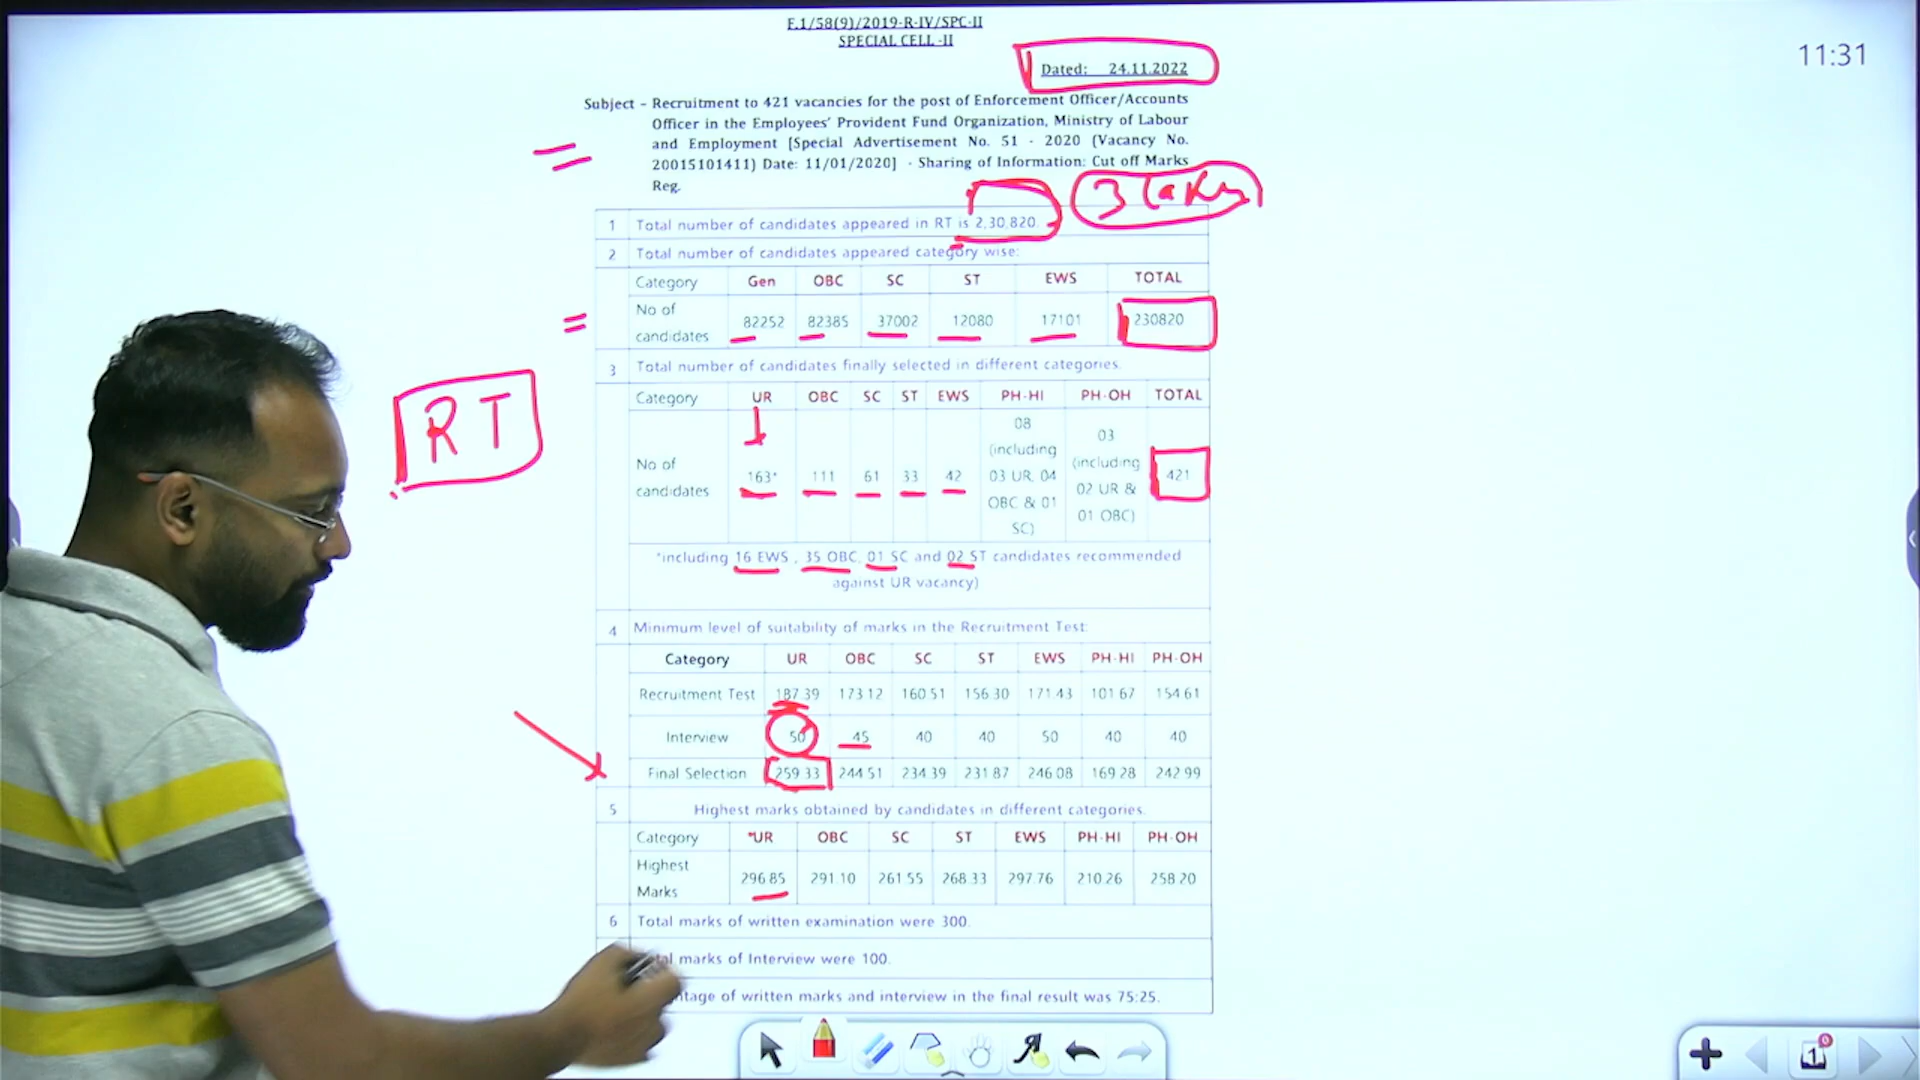 F.1/58(9)/2019-R-IV/SPC-II
SPECIAL CELL -II
11:31
Dated: 24.11.2022
Subject – Recruitment to 421 vacancies for the post of Enforcement Officer/Accounts
Officer in the Employees' Provident Fund Organization, Ministry of Labour
and Employment [Special Advertisement No. 51 - 2020 (Vacancy No.
20015101411) Date: 11/01/2020] - Sharing of Information: Cut off Marks
Reg.
3 Lakhs
1 Total number of candidates appeared in RT is 2,30,820.
2 Total number of candidates appeared category wise:
Category Gen OBC SC ST EWS TOTAL
No of
candidates 82252 82385 37002 12080 17101 230820
3 Total number of candidates finally selected in different categories.
RT
Category UR OBC SC ST EWS PH-HI PH-OH TOTAL
No of
candidates 163* 111 61 33 42 08
(including
03 UR, 04
OBC & 01
SC) 03
(including
02 UR &
01 OBC) 421
*including 16 EWS , 35 OBC, 01 SC and 02 ST candidates recommended
against UR vacancy)
4 Minimum level of suitability of marks in the Recruitment Test:
Category UR OBC SC ST EWS PH-HI PH-OH
Recruitment Test 187.39 173.12 160.51 156.30 171.43 101.67 154.61
Interview 50 45 40 40 50 40 40
Final Selection 259.33 244.51 234.39 231.87 246.08 169.28 242.99
5 Highest marks obtained by candidates in different categories.
Category *UR OBC SC ST EWS PH-HI PH-OH
Highest
Marks 296.85 291.10 261.55 268.33 297.76 210.26 258.20
6 Total marks of written examination were 300.
marks of Interview were 100.
of written marks and interview in the final result was 75:25.
1
0